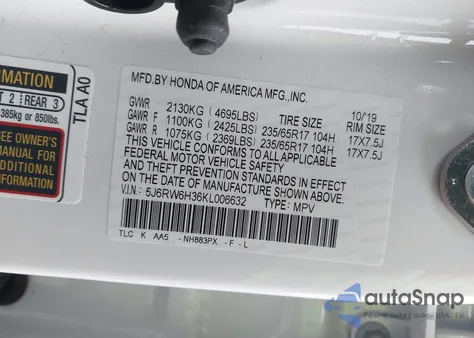 ORMATION
T 2 | REAR 3
385kg or 850lbs.
EE OWNER'S
MANUAL FOR
ADDITIONAL
FORMATION
TLA A0
MFD.BY HONDA OF AMERICA MFG.,INC.
10/19
GVWR 2130KG (4695LBS) TIRE SIZE RIM SIZE
GAWR F 1100KG (2425LBS) 235/65R17 104H 17X7.5J
GAWR R 1075KG (2369LBS) 235/65R17 104H 17X7.5J
THIS VEHICLE CONFORMS TO ALL APPLICABLE
FEDERAL MOTOR VEHICLE SAFETY
AND THEFT PREVENTION STANDARDS IN EFFECT
ON THE DATE OF MANUFACTURE SHOWN ABOVE.
V.I.N.: 5J6RW6H36KL006632 TYPE: MPV
TLC K AA5 - NH883PX - F - L
autoSnap